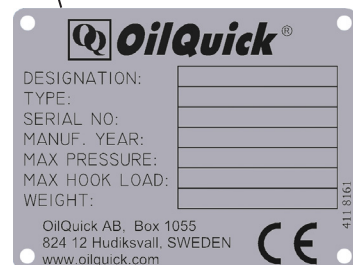 OilQuick®
DESIGNATION:
TYPE:
SERIAL NO:
MANUF. YEAR:
MAX PRESSURE:
MAX HOOK LOAD:
WEIGHT:
OilQuick AB, Box 1055
824 12 Hudiksvall, SWEDEN
www.oilquick.com
CE
411 8161